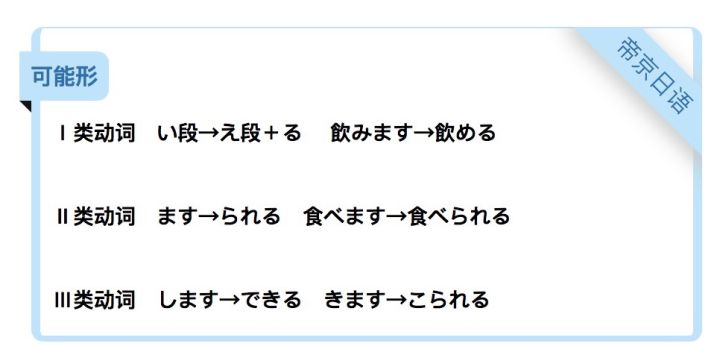 帝京日语
可能形
Ⅰ类动词 い段→え段＋る 飲みます→飲める
Ⅱ类动词 ます→られる 食べます→食べられる
Ⅲ类动词 します→できる きます→こられる